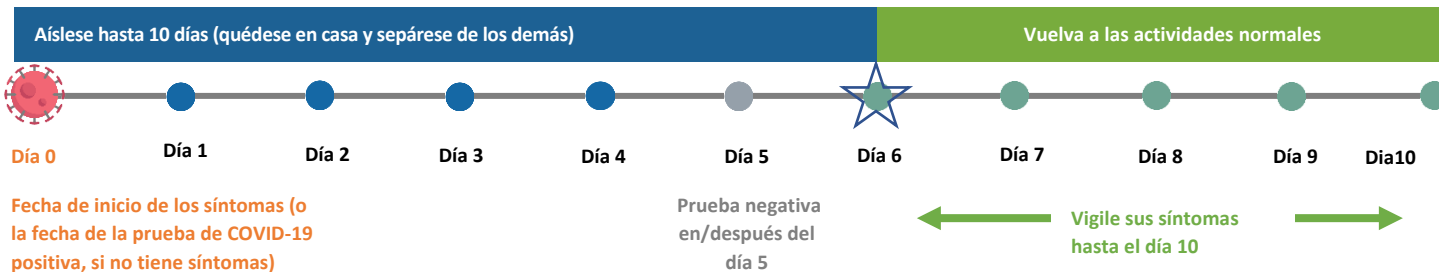 Aíslese hasta 10 días (quédese en casa y sepárese de los demás)
Vuelva a las actividades normales
Día 0
Día 1
Día 2
Día 3
Día 4
Día 5
Día 6
Día 7
Día 8
Día 9
Dia10
Fecha de inicio de los síntomas (o
la fecha de la prueba de COVID-19
positiva, si no tiene síntomas)
Prueba negativa
en/después del
día 5
Vigile sus síntomas
hasta el día 10